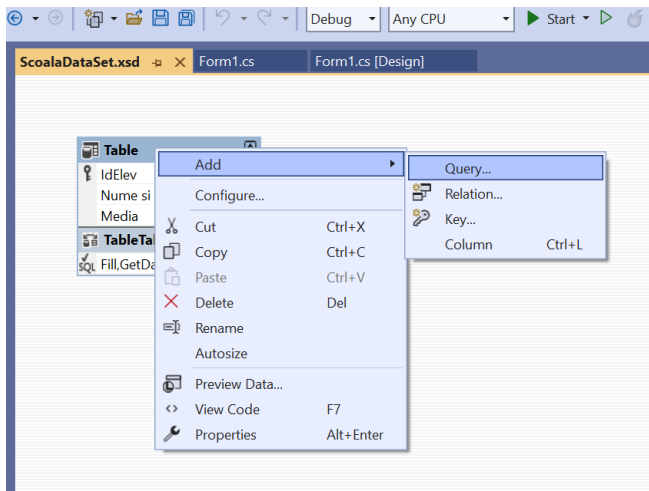 Debug Any CPU Start
ScoalaDataSet.xsd Form1.cs Form1.cs [Design]
Table
IdElev
Nume si
Media
TableTa
SQL Fill,GetDa
Add
Configure...
Cut Ctrl+X
Copy Ctrl+C
Paste Ctrl+V
Delete Del
Rename
Autosize
Preview Data...
View Code F7
Properties Alt+Enter
Query...
Relation...
Key...
Column Ctrl+L